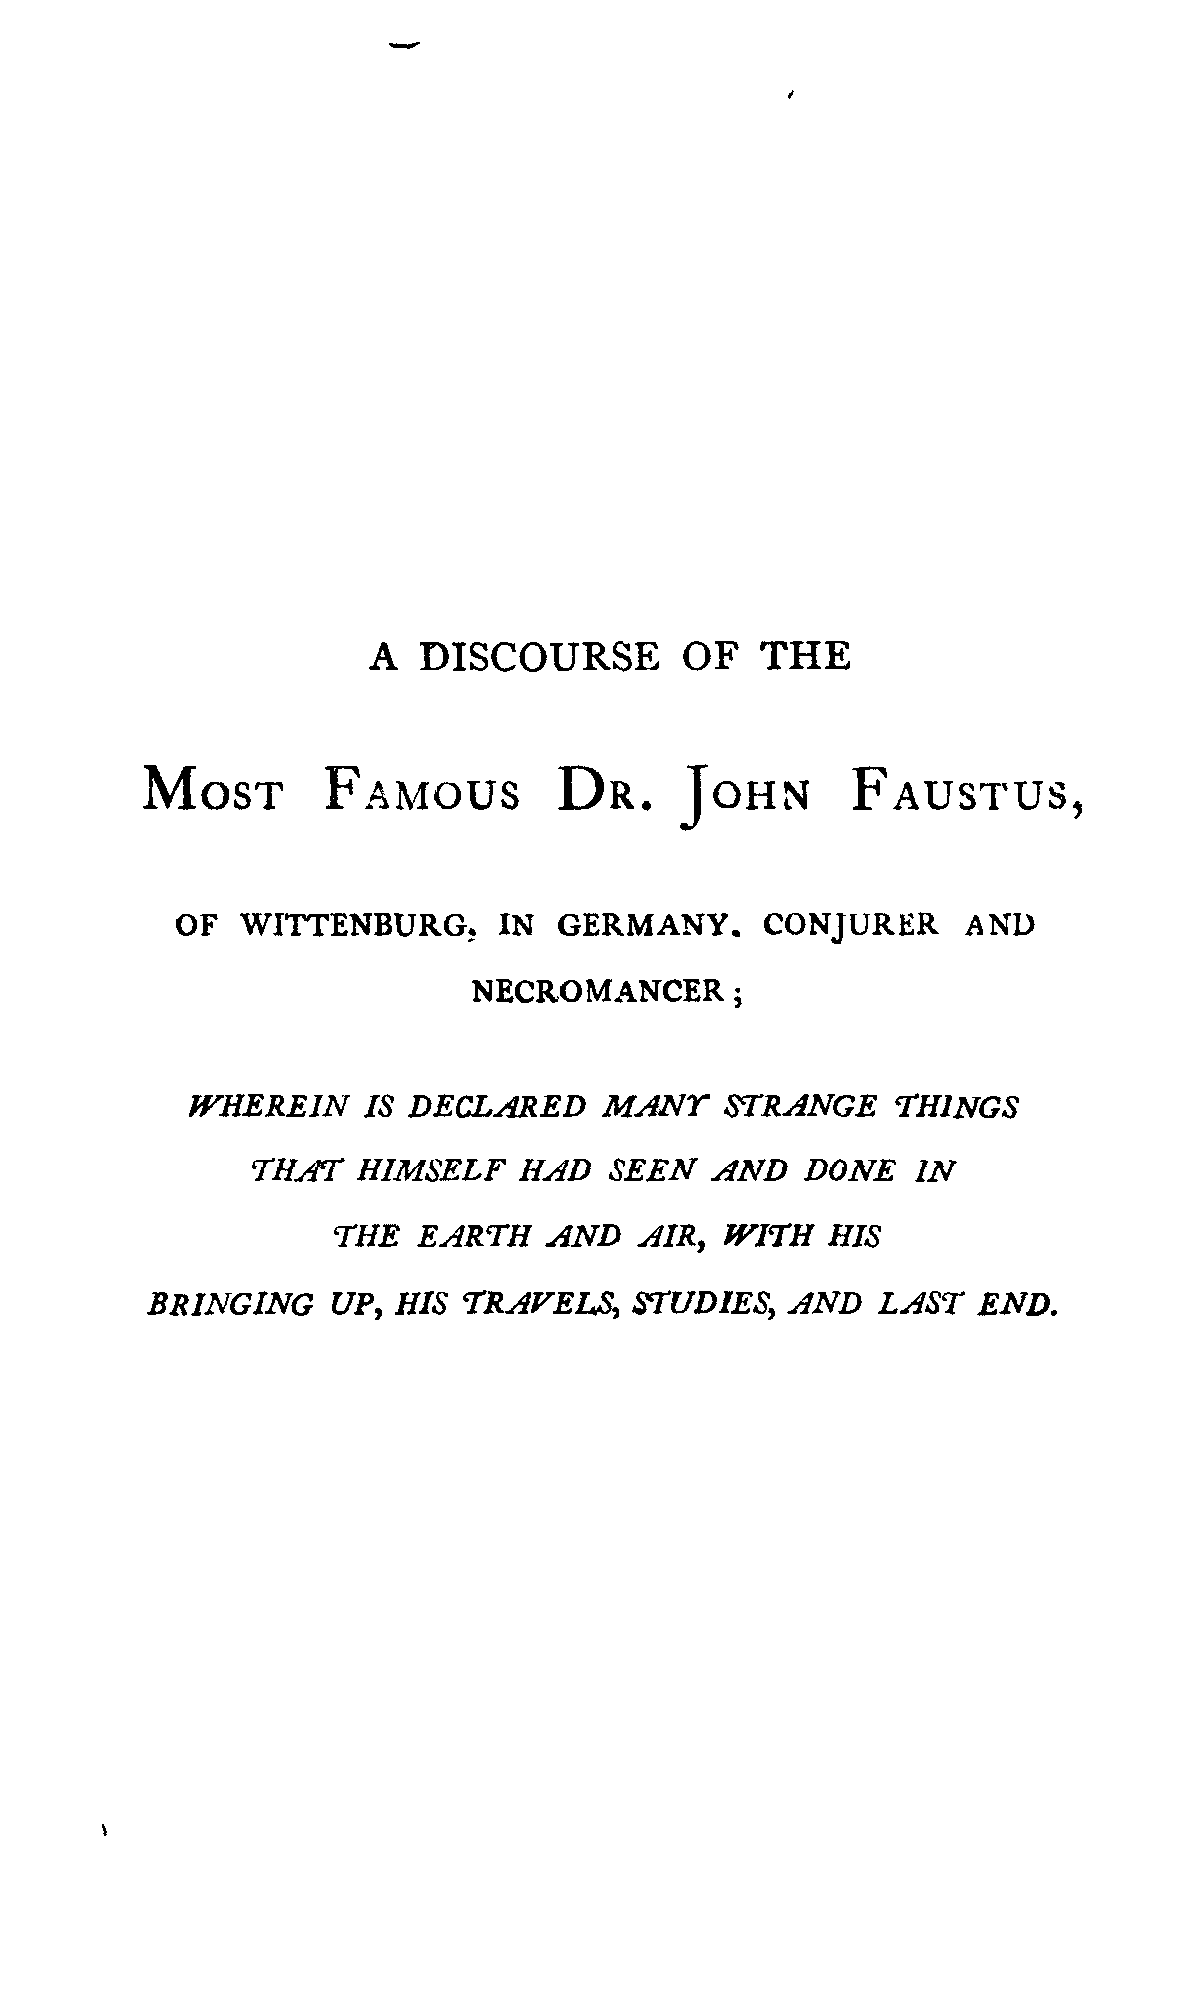 A DISCOURSE OF THE
MOST FAMOUS DR. JOHN FAUSTUS,
OF WITTENBURG, IN GERMANY. CONJURER AND
NECROMANCER;
WHEREIN IS DECLARED MANY STRANGE THINGS
THAT HIMSELF HAD SEEN AND DONE IN
THE EARTH AND AIR, WITH HIS
BRINGING UP, HIS TRAVELS, STUDIES, AND LAST END.